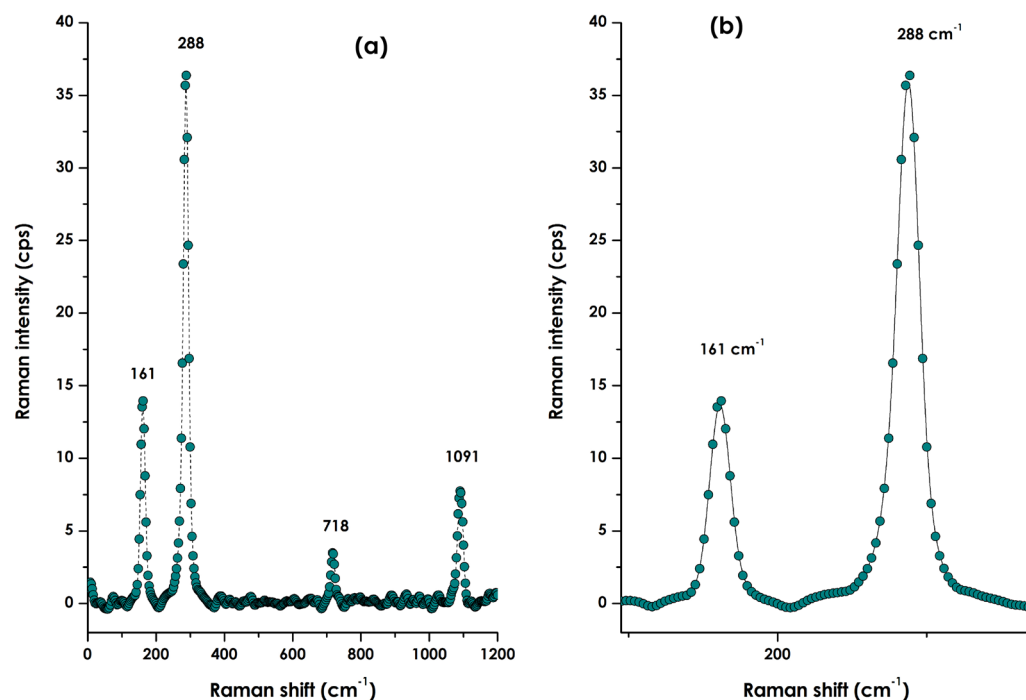 (a)
288
161
718
1091
40
35
30
25
20
15
10
5
0
Raman intensity (cps)
0 200 400 600 800 1000 1200
Raman shift (cm⁻¹)
(b)
288 cm⁻¹
161 cm⁻¹
40
35
30
25
20
15
10
5
0
Raman intensity (cps)
200
Raman shift (cm⁻¹)